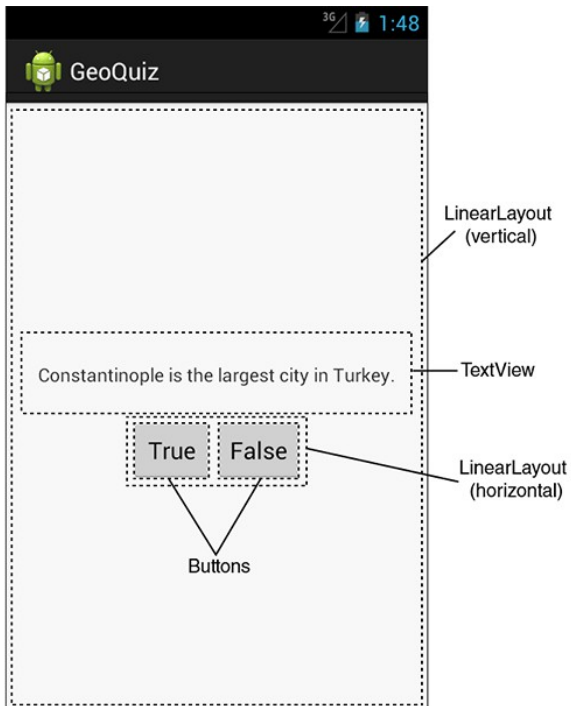 3G 1:48
GeoQuiz
LinearLayout
(vertical)
Constantinople is the largest city in Turkey.
TextView
True False
LinearLayout
(horizontal)
Buttons